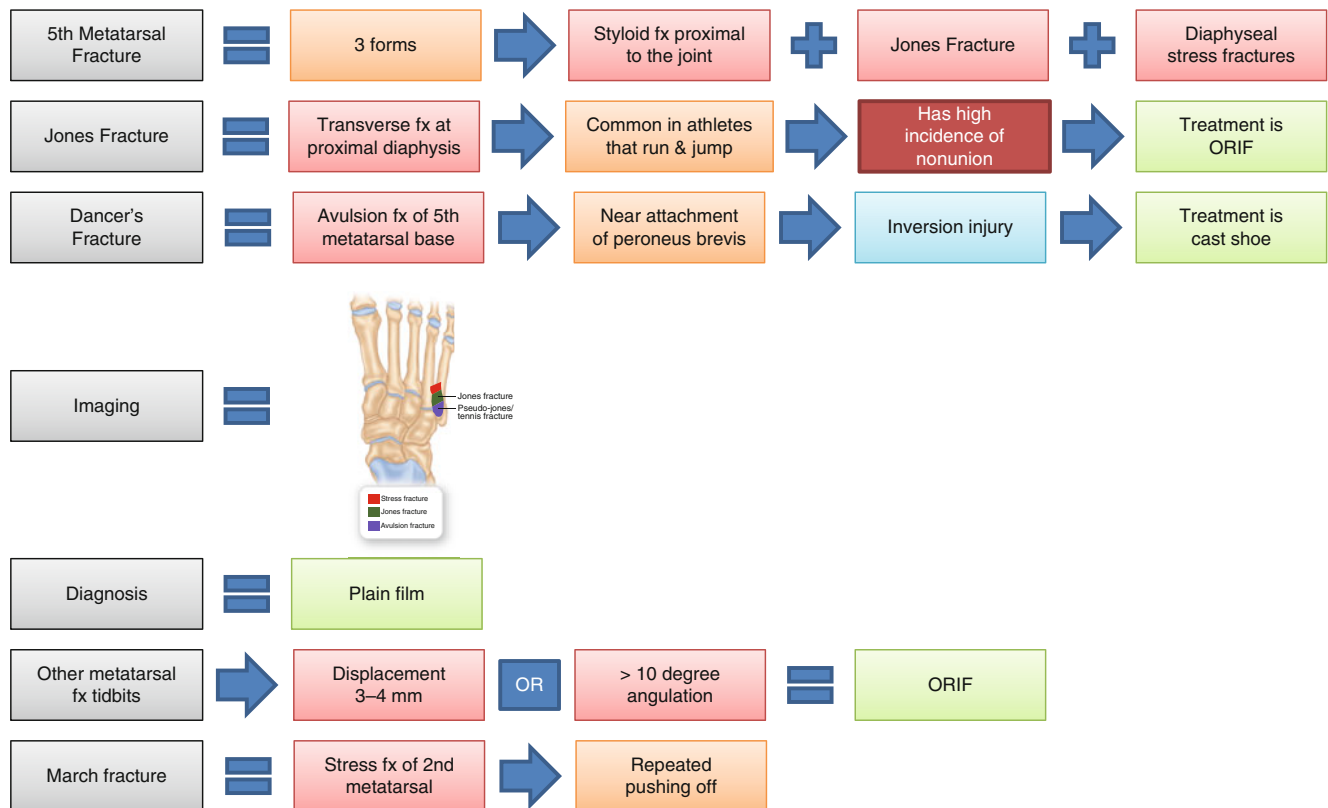 5th Metatarsal
Fracture
3 forms
Styloid fx proximal
to the joint
Jones Fracture
Diaphyseal
stress fractures
Jones Fracture
Transverse fx at
proximal diaphysis
Common in athletes
that run & jump
Has high
incidence of
nonunion
Treatment is
ORIF
Dancer's
Fracture
Avulsion fx of 5th
metatarsal base
Near attachment
of peroneus brevis
Inversion injury
Treatment is
cast shoe
Imaging
Jones fracture
Pseudo-jones/
tennis fracture
Stress fracture
Jones fracture
Avulsion fracture
Diagnosis
Plain film
Other metatarsal
fx tidbits
Displacement
3–4 mm
OR
> 10 degree
angulation
ORIF
March fracture
Stress fx of 2nd
metatarsal
Repeated
pushing off